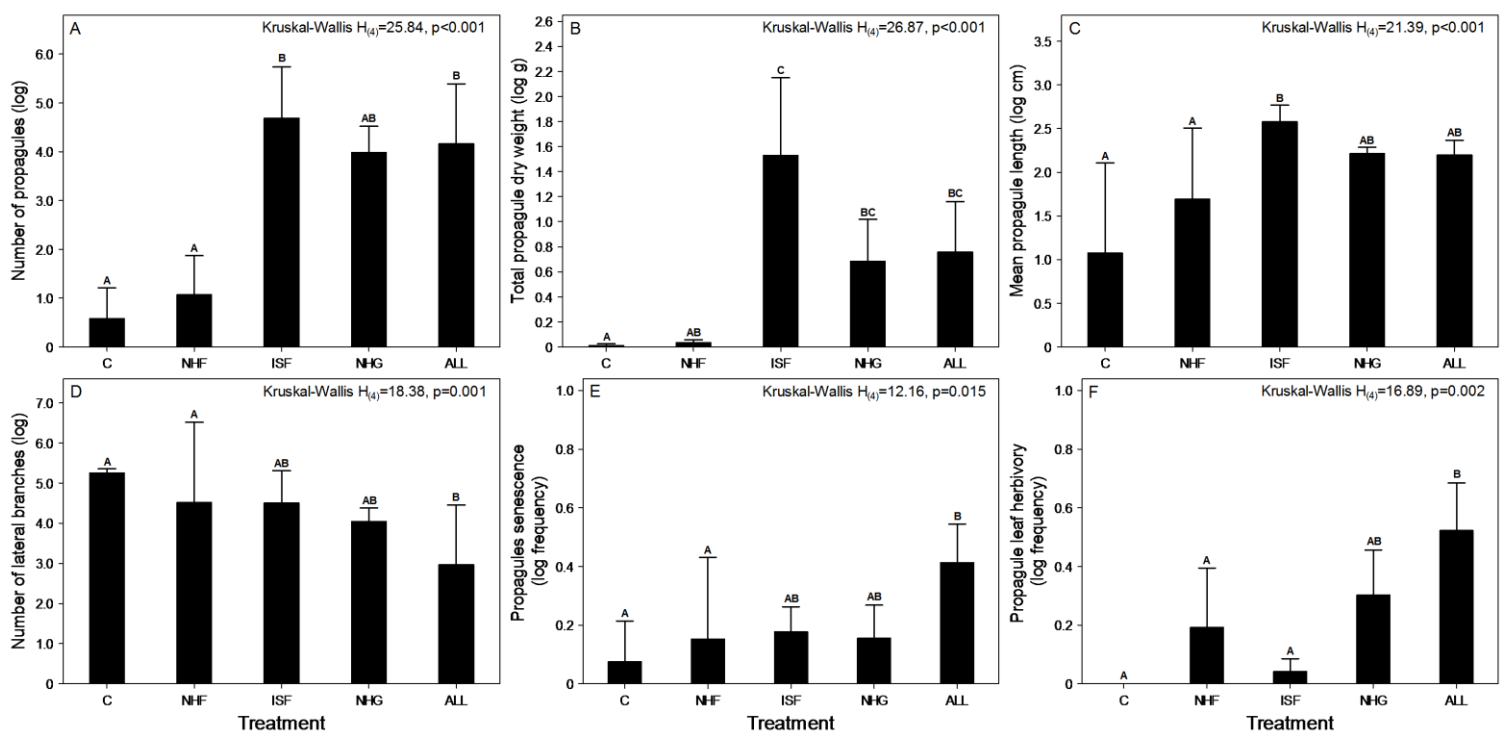 A
Kruskal-Wallis H(4)=25.84, p<0.001
Number of propagules (log)
6.0
5.0
4.0
3.0
2.0
1.0
0
A
A
B
AB
B
C NHF ISF NHG ALL
B
Kruskal-Wallis H(4)=26.87, p<0.001
Total propagule dry weight (log g)
2.6
2.4
2.2
2.0
1.8
1.6
1.4
1.2
1.0
0.8
0.6
0.4
0.2
0
A
AB
C
BC
BC
C NHF ISF NHG ALL
C
Kruskal-Wallis H(4)=21.39, p<0.001
Mean propagule length (log cm)
3.5
3.0
2.5
2.0
1.5
1.0
0.5
0
A
A
B
AB
AB
C NHF ISF NHG ALL
D
Kruskal-Wallis H(4)=18.38, p=0.001
Number of lateral branches (log)
7.0
6.0
5.0
4.0
3.0
2.0
1.0
0
A
A
AB
AB
B
C NHF ISF NHG ALL
Treatment
E
Kruskal-Wallis H(4)=12.16, p=0.015
Propagules senescence
(log frequency)
1.0
0.8
0.6
0.4
0.2
0
A
A
AB
AB
B
C NHF ISF NHG ALL
Treatment
F
Kruskal-Wallis H(4)=16.89, p=0.002
Propagule leaf herbivory
(log frequency)
1.0
0.8
0.6
0.4
0.2
0
A
A
A
AB
B
C NHF ISF NHG ALL
Treatment